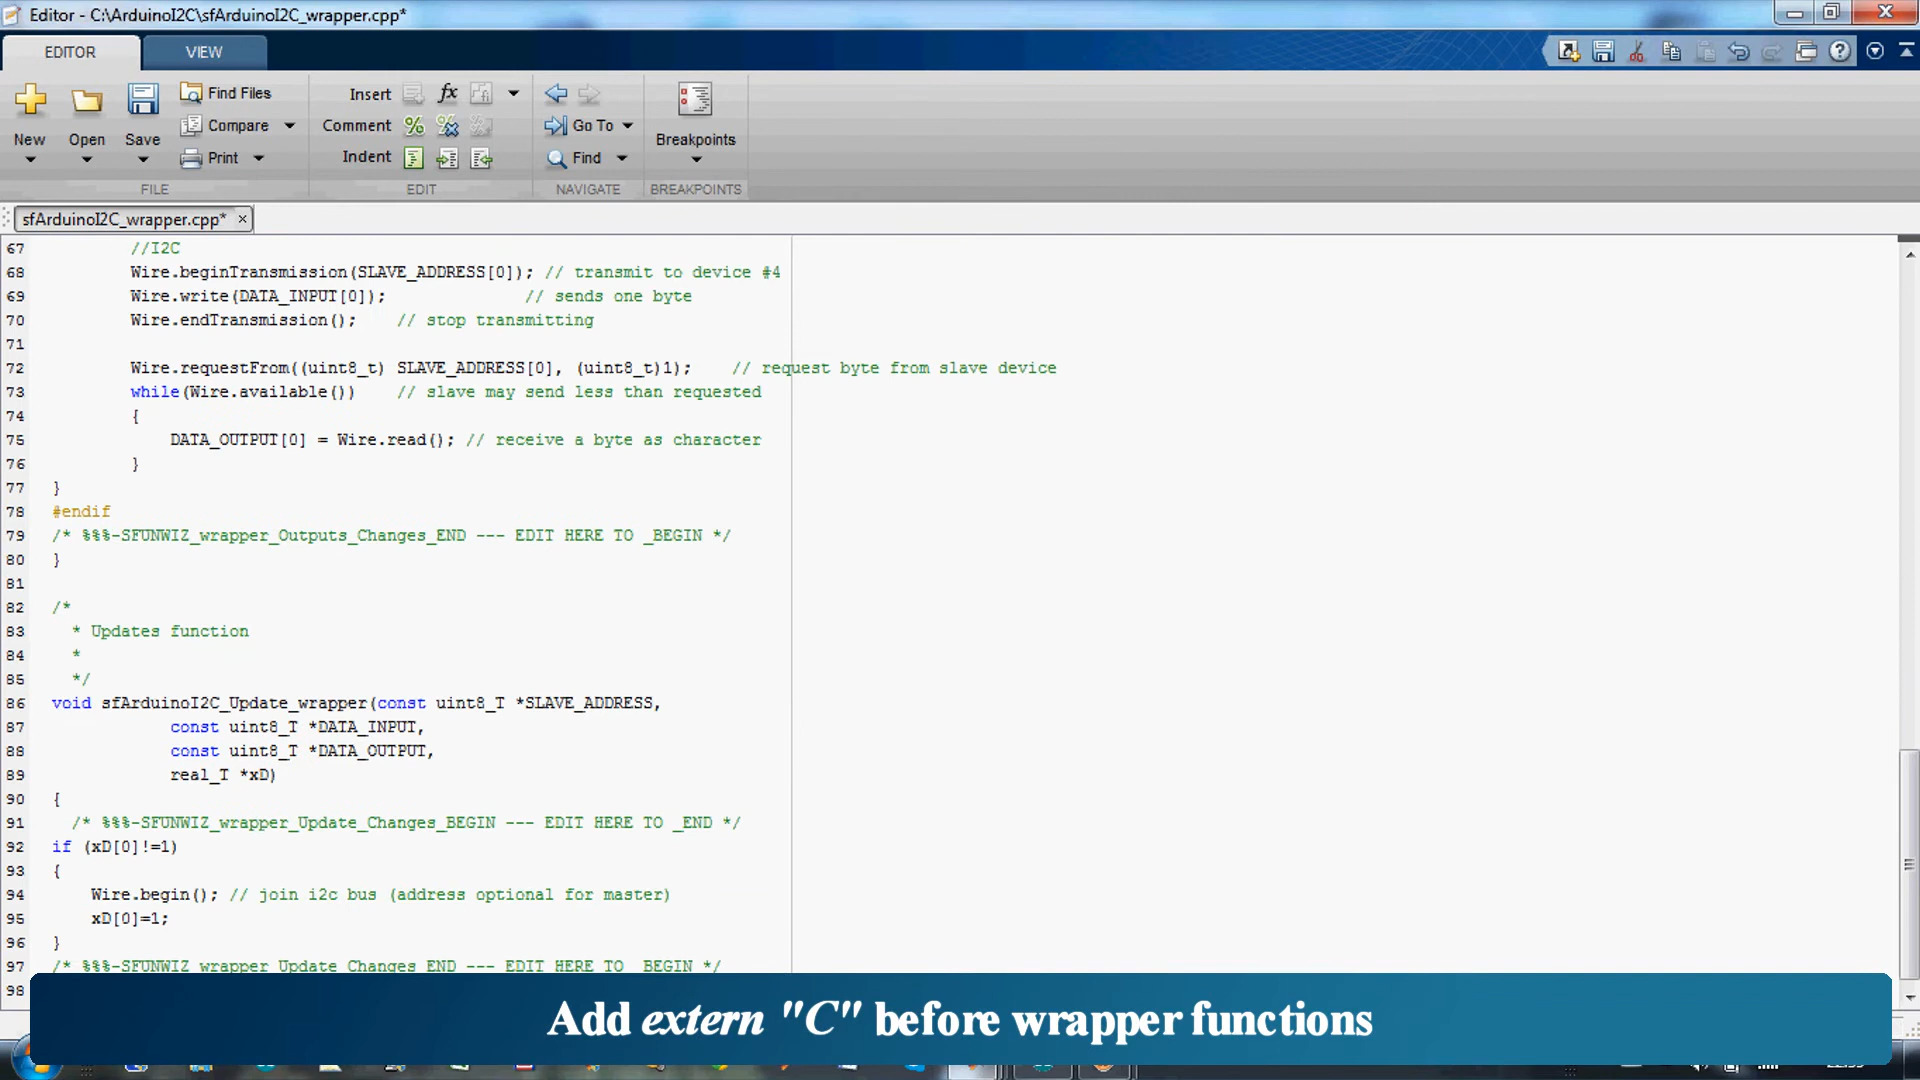 Editor - C:\ArduinoI2C\sfArduinoI2C_wrapper.cpp*
EDITOR VIEW
New Open Save Find Files Compare Print FILE
Insert fx Comment Indent EDIT
Go To Find NAVIGATE
Breakpoints BREAKPOINTS
sfArduinoI2C_wrapper.cpp* ×
67 //I2C
68 Wire.beginTransmission(SLAVE_ADDRESS[0]); // transmit to device #4
69 Wire.write(DATA_INPUT[0]); // sends one byte
70 Wire.endTransmission(); // stop transmitting
71
72 Wire.requestFrom((uint8_t) SLAVE_ADDRESS[0], (uint8_t)1); // request byte from slave device
73 while(Wire.available()) // slave may send less than requested
74 {
75 DATA_OUTPUT[0] = Wire.read(); // receive a byte as character
76 }
77 }
78 #endif
79 /* %%%-SFUNWIZ_wrapper_Outputs_Changes_END --- EDIT HERE TO _BEGIN */
80 }
81
82 /*
83 * Updates function
84 *
85 */
86 void sfArduinoI2C_Update_wrapper(const uint8_T *SLAVE_ADDRESS,
87 const uint8_T *DATA_INPUT,
88 const uint8_T *DATA_OUTPUT,
89 real_T *xD)
90 {
91 /* %%%-SFUNWIZ_wrapper_Update_Changes_BEGIN --- EDIT HERE TO _END */
92 if (xD[0]!=1)
93 {
94 Wire.begin(); // join i2c bus (address optional for master)
95 xD[0]=1;
96 }
97 /* %%%-SFUNWIZ_wrapper_Update_Changes_END --- EDIT HERE TO _BEGIN */
98
Add extern "C" before wrapper functions